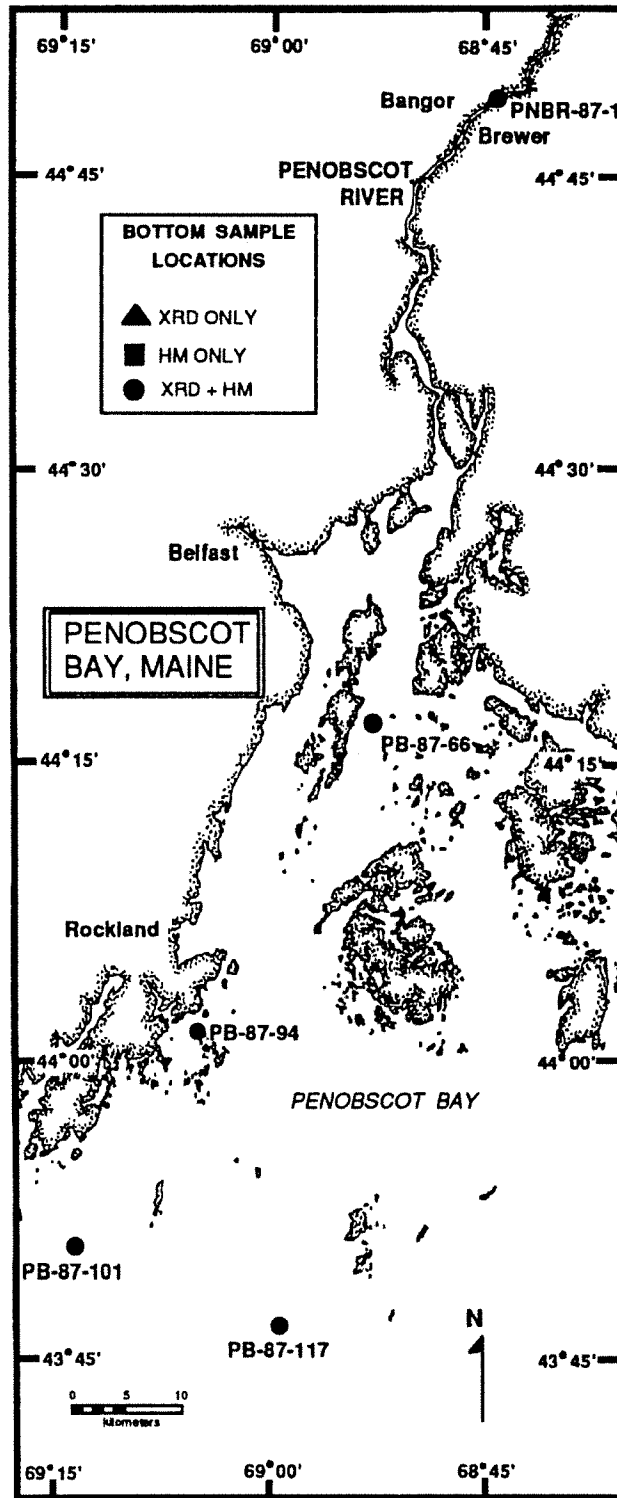 69°15' 69°00' 68°45'
Bangor
PNBR-87-1
Brewer
44°45' 44°45'
PENOBSCOT
RIVER
BOTTOM SAMPLE
LOCATIONS
XRD ONLY
HM ONLY
XRD + HM
44°30' 44°30'
Belfast
PENOBSCOT
BAY, MAINE
PB-87-66
44°15' 44°15'
Rockland
PB-87-94
44°00' 44°00'
PENOBSCOT BAY
PB-87-101
N
PB-87-117
43°45' 43°45'
0 5 10
kilometers
69°15' 69°00' 68°45'